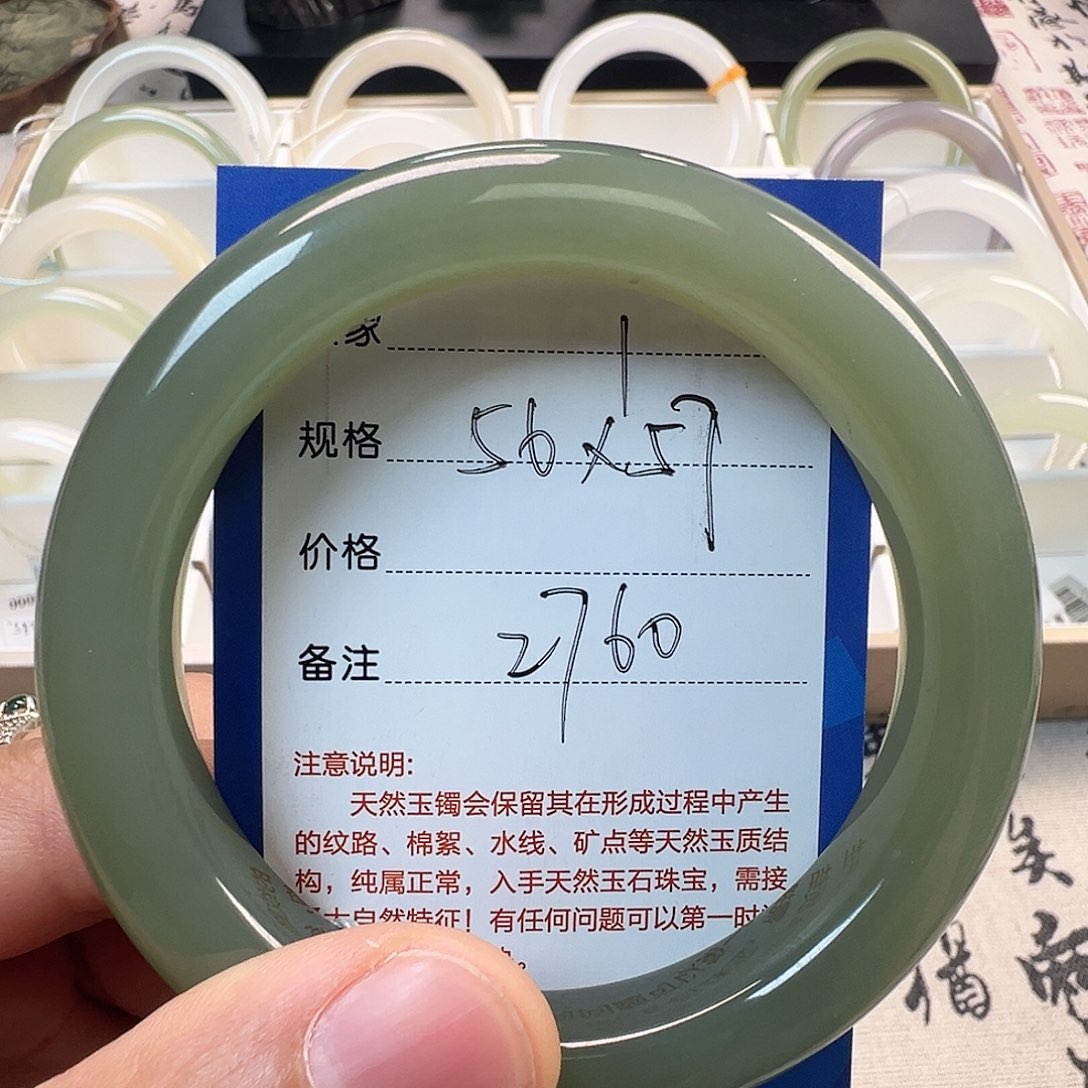 家
规格 56×57
价格
备注 2760
注意说明:
天然玉镯会保留其在形成过程中产生
的纹路、棉絮、水线、矿点等天然玉质结
构，纯属正常，入手天然玉石珠宝，需接
大自然特征！有任何问题可以第一时